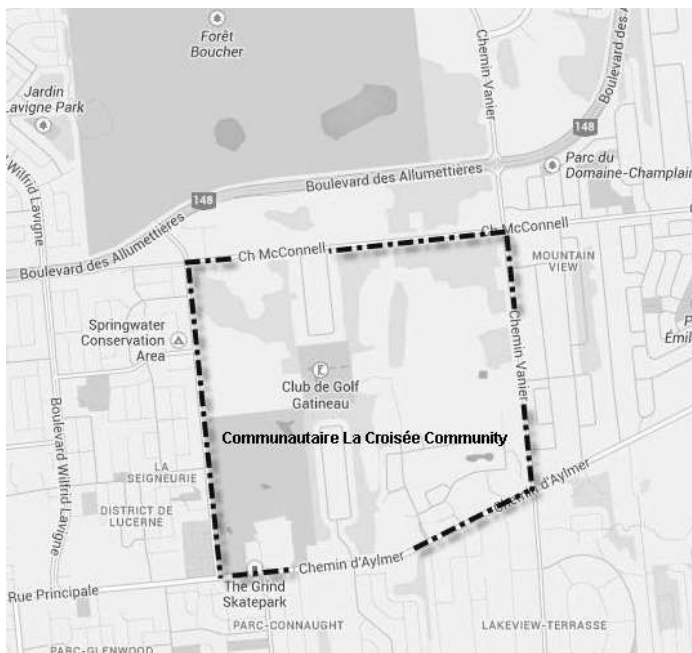 Forêt
Boucher
Jardin
Lavigne Park
Chemin Vanier
148
Boulevard des Allumettières
Parc du
Domaine-Champlain
148
Wilfrid Lavigne
Boulevard des Allumettières
Ch McConnell
Ch McConnell
MOUNTAIN
VIEW
Springwater
Conservation
Area
Chemin Vanier
Émil
Club de Golf
Gatineau
Boulevard Wilfrid Lavigne
Communautaire La Croisée Community
LA
SEIGNEURIE
DISTRICT DE
LUCERNE
Chemin d'Aylmer
Chemin d'Aylmer
Rue Principale
The Grind
Skatepark
PARC-CONNAUGHT
LAKEVIEW-TERRASSE
PARC-GLENWOOD